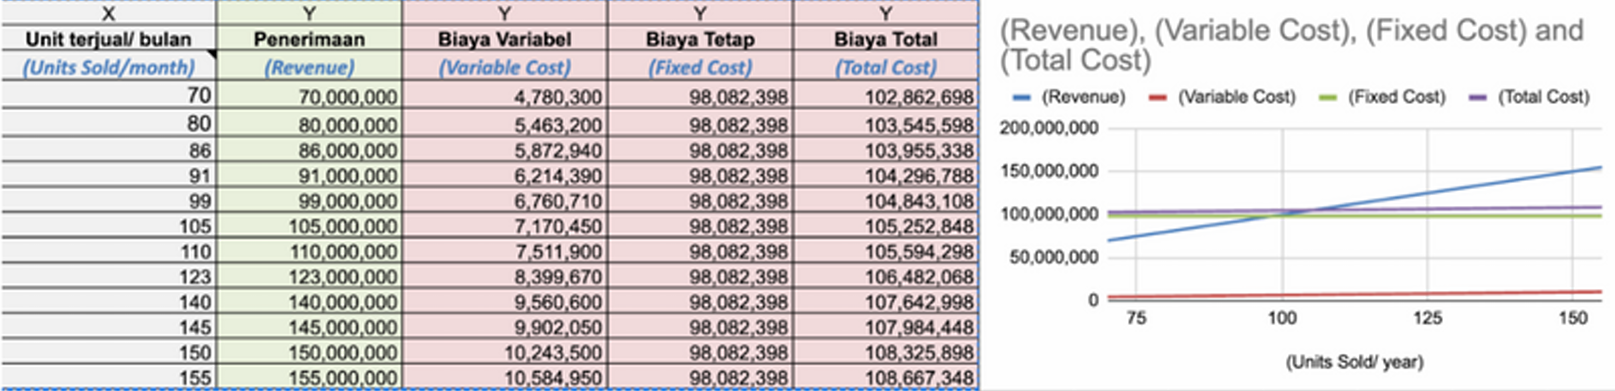 X Y Y Y Y
Unit terjual/ bulan Penerimaan Biaya Variabel Biaya Tetap Biaya Total
(Units Sold/month) (Revenue) (Variable Cost) (Fixed Cost) (Total Cost)
70 70,000,000 4,780,300 98,082,398 102,862,698
80 80,000,000 5,463,200 98,082,398 103,545,598
86 86,000,000 5,872,940 98,082,398 103,955,338
91 91,000,000 6,214,390 98,082,398 104,296,788
99 99,000,000 6,760,710 98,082,398 104,843,108
105 105,000,000 7,170,450 98,082,398 105,252,848
110 110,000,000 7,511,900 98,082,398 105,594,298
123 123,000,000 8,399,670 98,082,398 106,482,068
140 140,000,000 9,560,600 98,082,398 107,642,998
145 145,000,000 9,902,050 98,082,398 107,984,448
150 150,000,000 10,243,500 98,082,398 108,325,898
155 155,000,000 10,584,950 98,082,398 108,667,348
(Revenue), (Variable Cost), (Fixed Cost) and
(Total Cost)
(Revenue) (Variable Cost) (Fixed Cost) (Total Cost)
200,000,000
150,000,000
100,000,000
50,000,000
0
75 100 125 150
(Units Sold/ year)